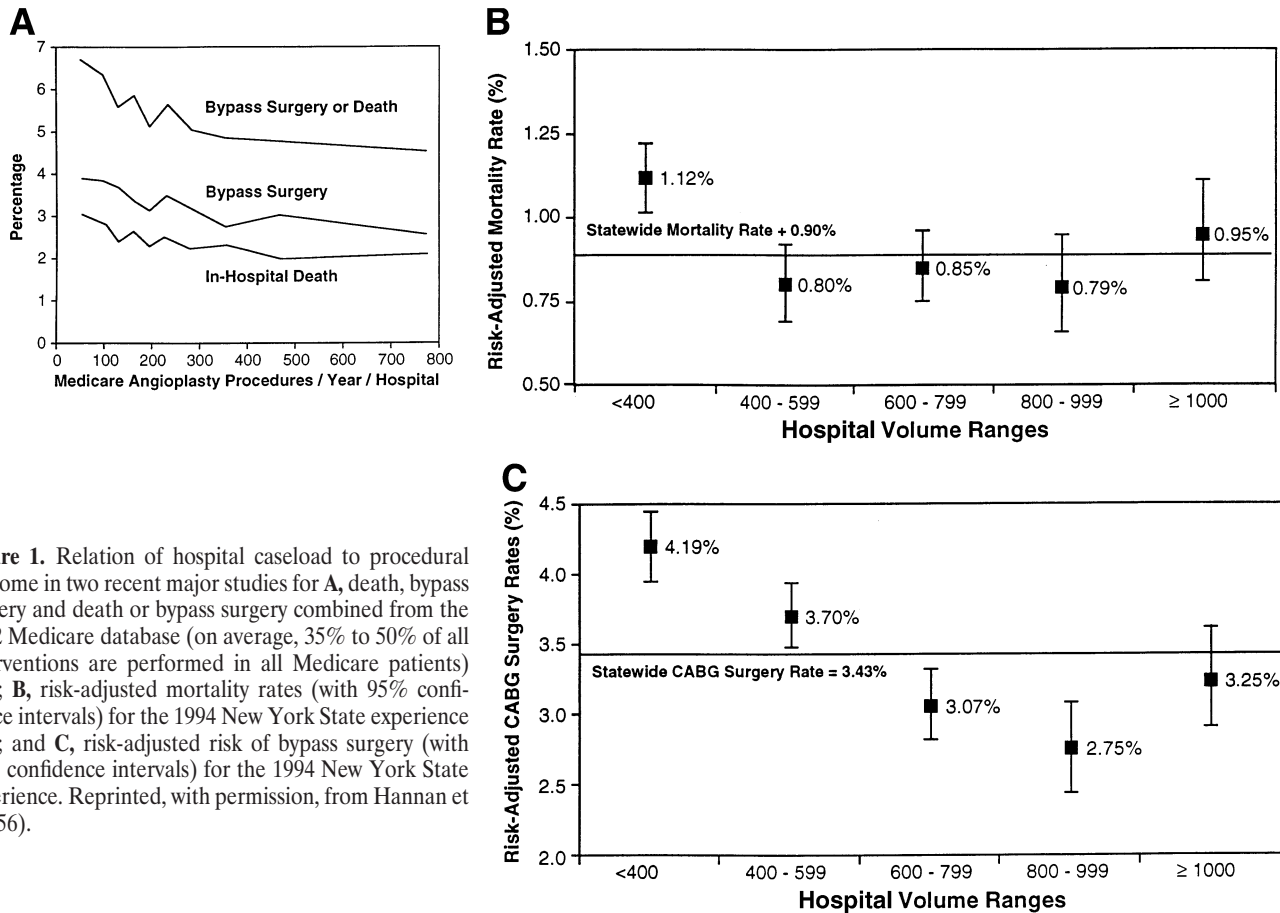 A
7
6
5
4
3
2
1
0
Percentage
Bypass Surgery or Death
Bypass Surgery
In-Hospital Death
0 100 200 300 400 500 600 700 800
Medicare Angioplasty Procedures / Year / Hospital
B
1.50
1.25
1.00
0.75
0.50
Risk-Adjusted Mortality Rate (%)
1.12%
Statewide Mortality Rate + 0.90%
0.80%
0.85%
0.79%
0.95%
<400 400 - 599 600 - 799 800 - 999 ≥ 1000
Hospital Volume Ranges
C
4.5
4.0
3.5
3.0
2.5
2.0
Risk-Adjusted CABG Surgery Rates (%)
4.19%
3.70%
Statewide CABG Surgery Rate = 3.43%
3.07%
2.75%
3.25%
<400 400 - 599 600 - 799 800 - 999 ≥ 1000
Hospital Volume Ranges
re 1. Relation of hospital caseload to procedural
ome in two recent major studies for A, death, bypass
ery and death or bypass surgery combined from the
2 Medicare database (on average, 35% to 50% of all
rventions are performed in all Medicare patients)
; B, risk-adjusted mortality rates (with 95% confi-
ce intervals) for the 1994 New York State experience
; and C, risk-adjusted risk of bypass surgery (with
confidence intervals) for the 1994 New York State
erience. Reprinted, with permission, from Hannan et
56).